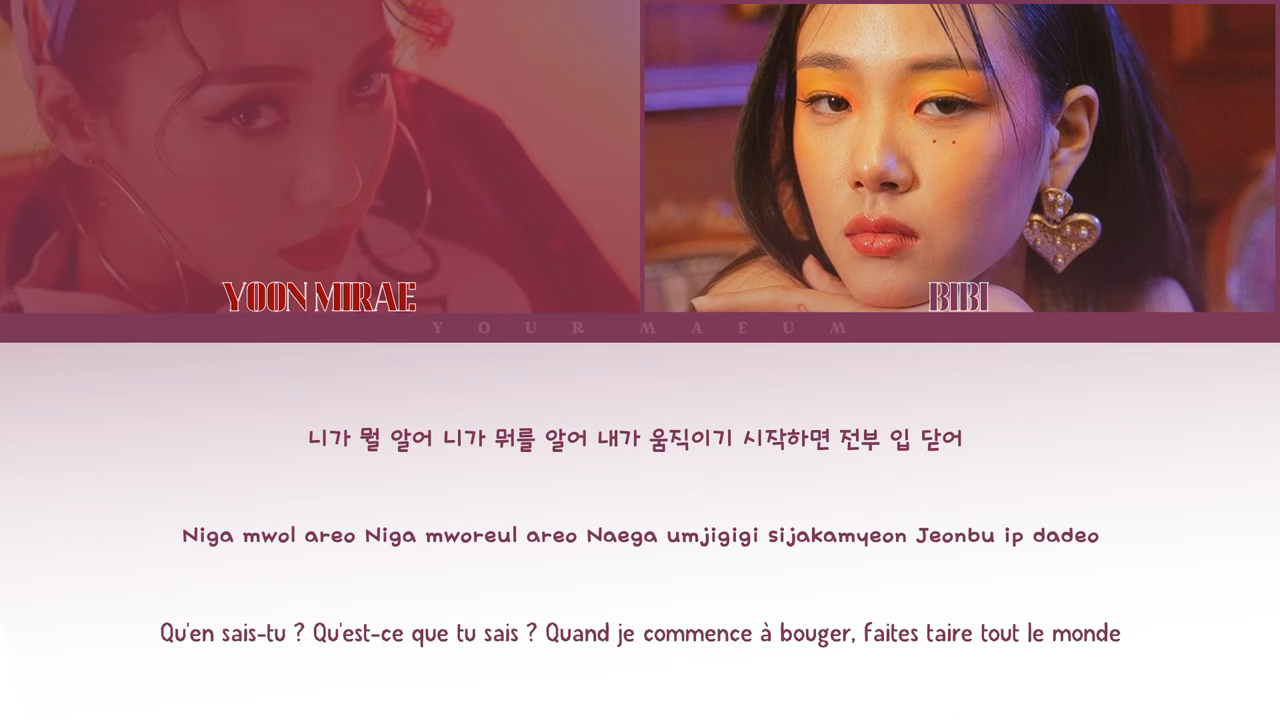 YOON MIRAE
BIBI
YOUR MAEUM
니가 뭘 알어 니가 뭐를 알어 내가 움직이기 시작하면 전부 입 닫어
Niga mwol areo Niga mworeul areo Naega umjigigi sijakamyeon Jeonbu ip dadeo
Qu'en sais-tu ? Qu'est-ce que tu sais ? Quand je commence à bouger, faites taire tout le monde